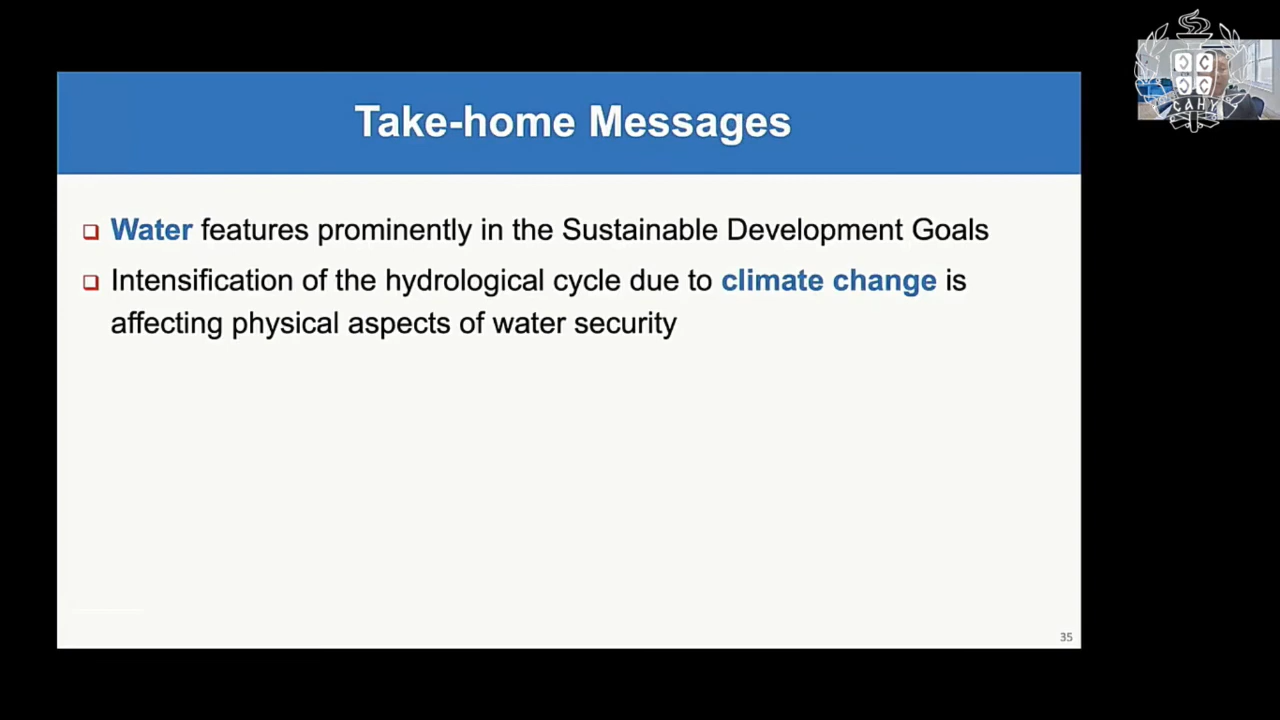 Take-home Messages
Water features prominently in the Sustainable Development Goals
Intensification of the hydrological cycle due to climate change is
affecting physical aspects of water security
35
CAHY